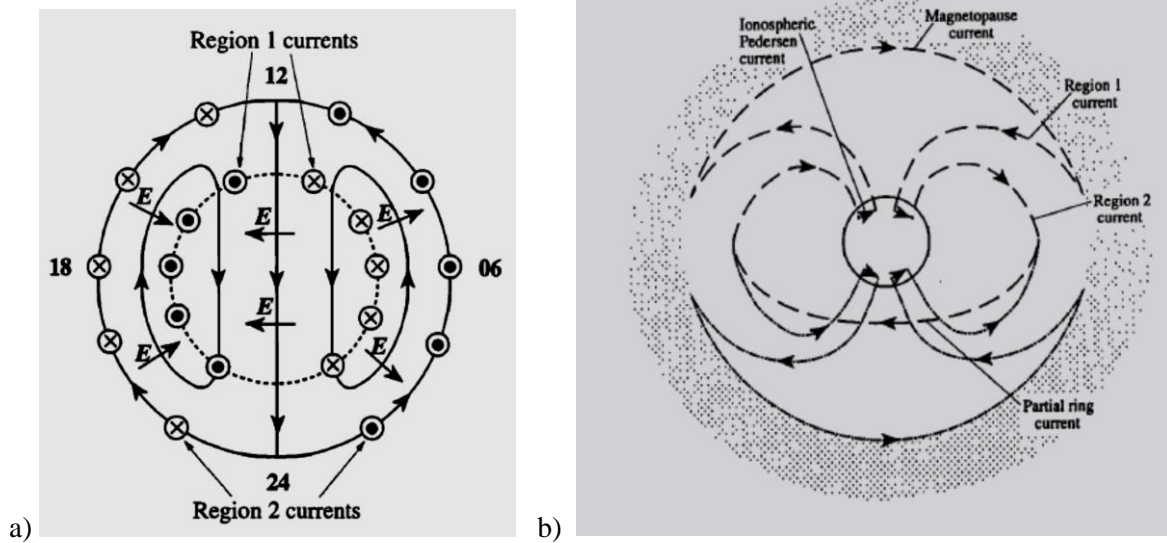 Region 1 currents
12
E
E
E
18
06
E
E
E
24
Region 2 currents
a)
Ionospheric
Pedersen
current
Magnetopause
current
Region 1
current
Region 2
current
Partial ring
current
b)